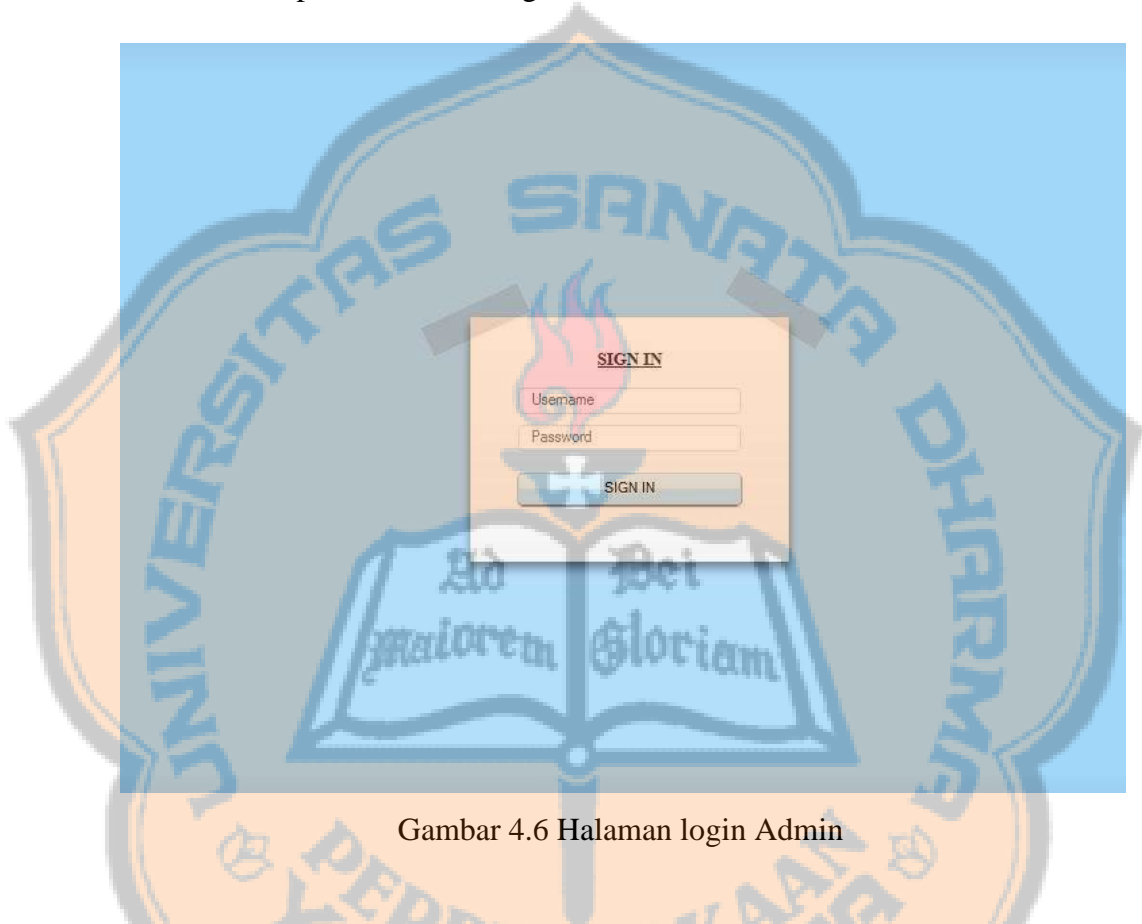 UNIVERSITAS SANATA DHARMA
SIGN IN
Username
Password
SIGN IN
Ad Dei
Maiorem Gloriam
Gambar 4.6 Halaman login Admin